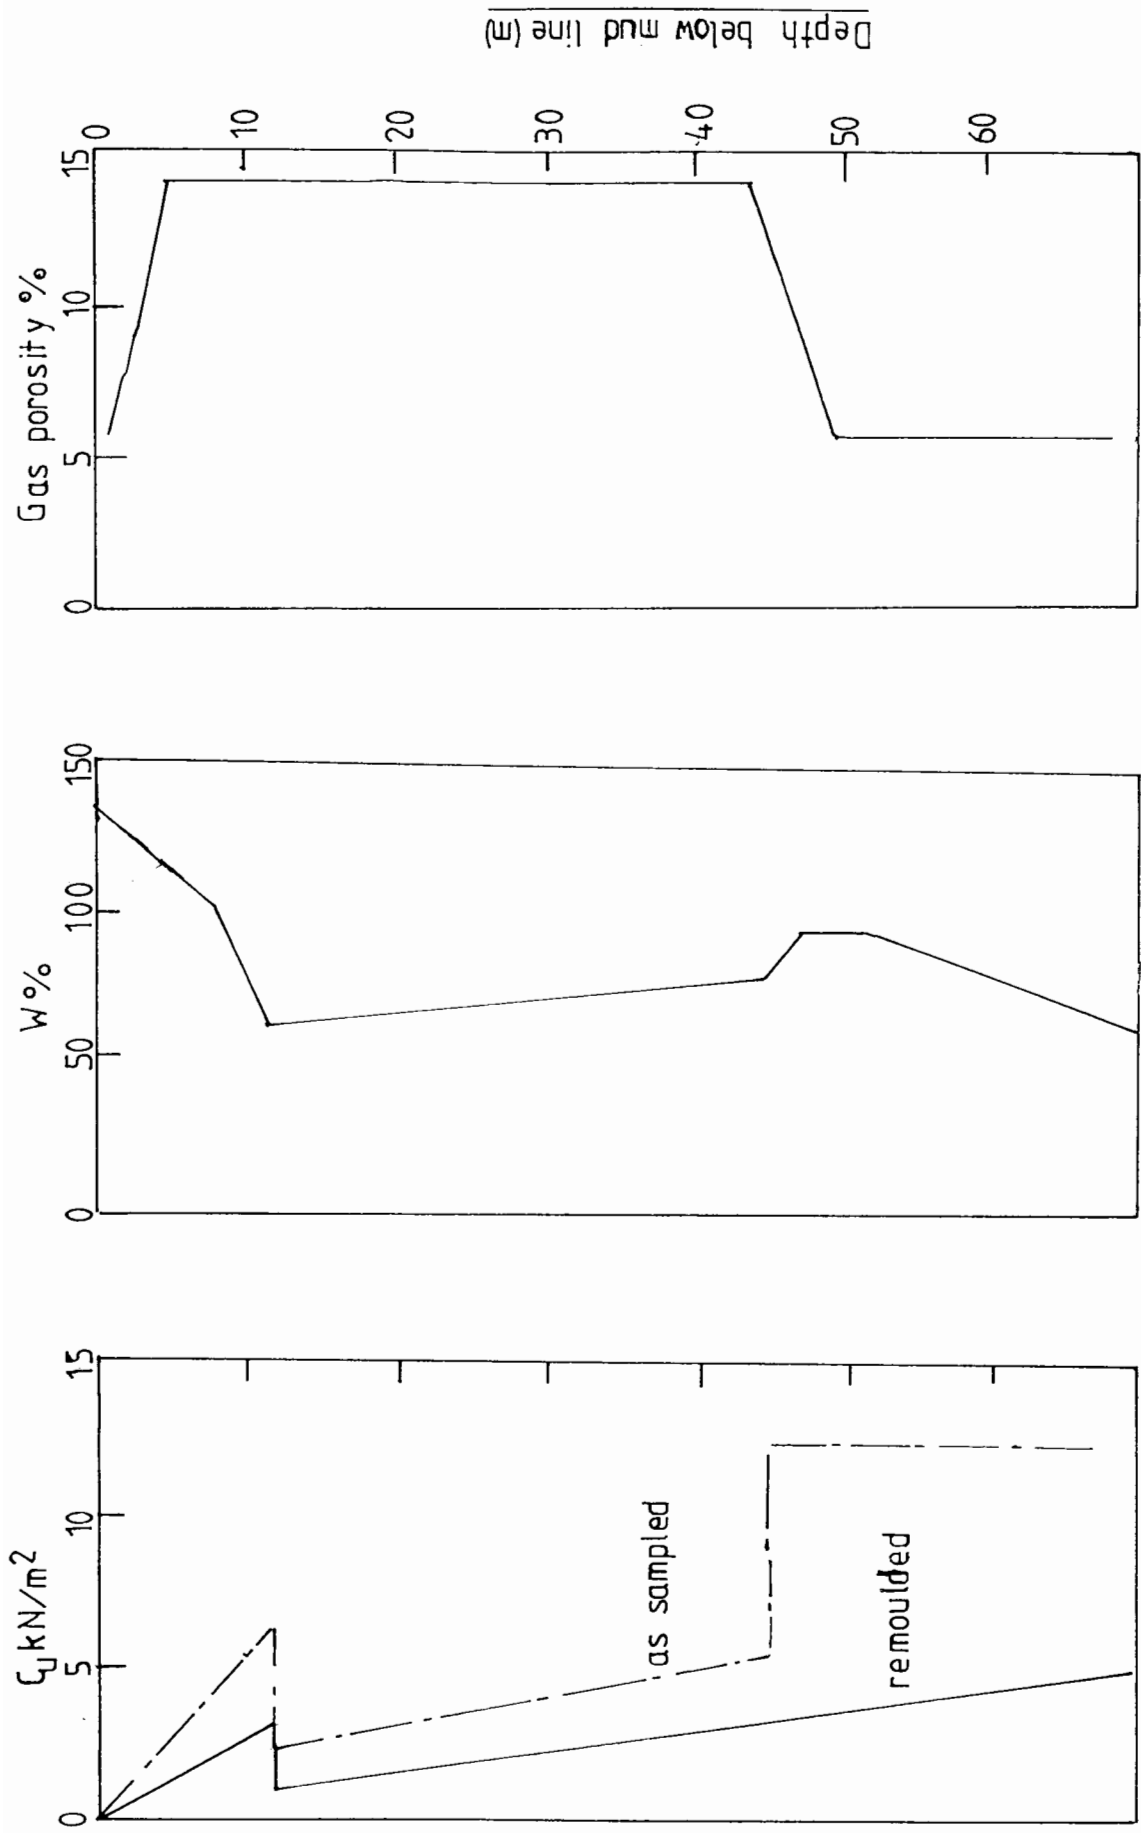 Depth below mud line (m)
0 10 20 30 40 50 60
Gas porosity %
0 5 10 15
W%
0 50 100 150
Cu kN/m2
0 5 10 15
as sampled
remoulded